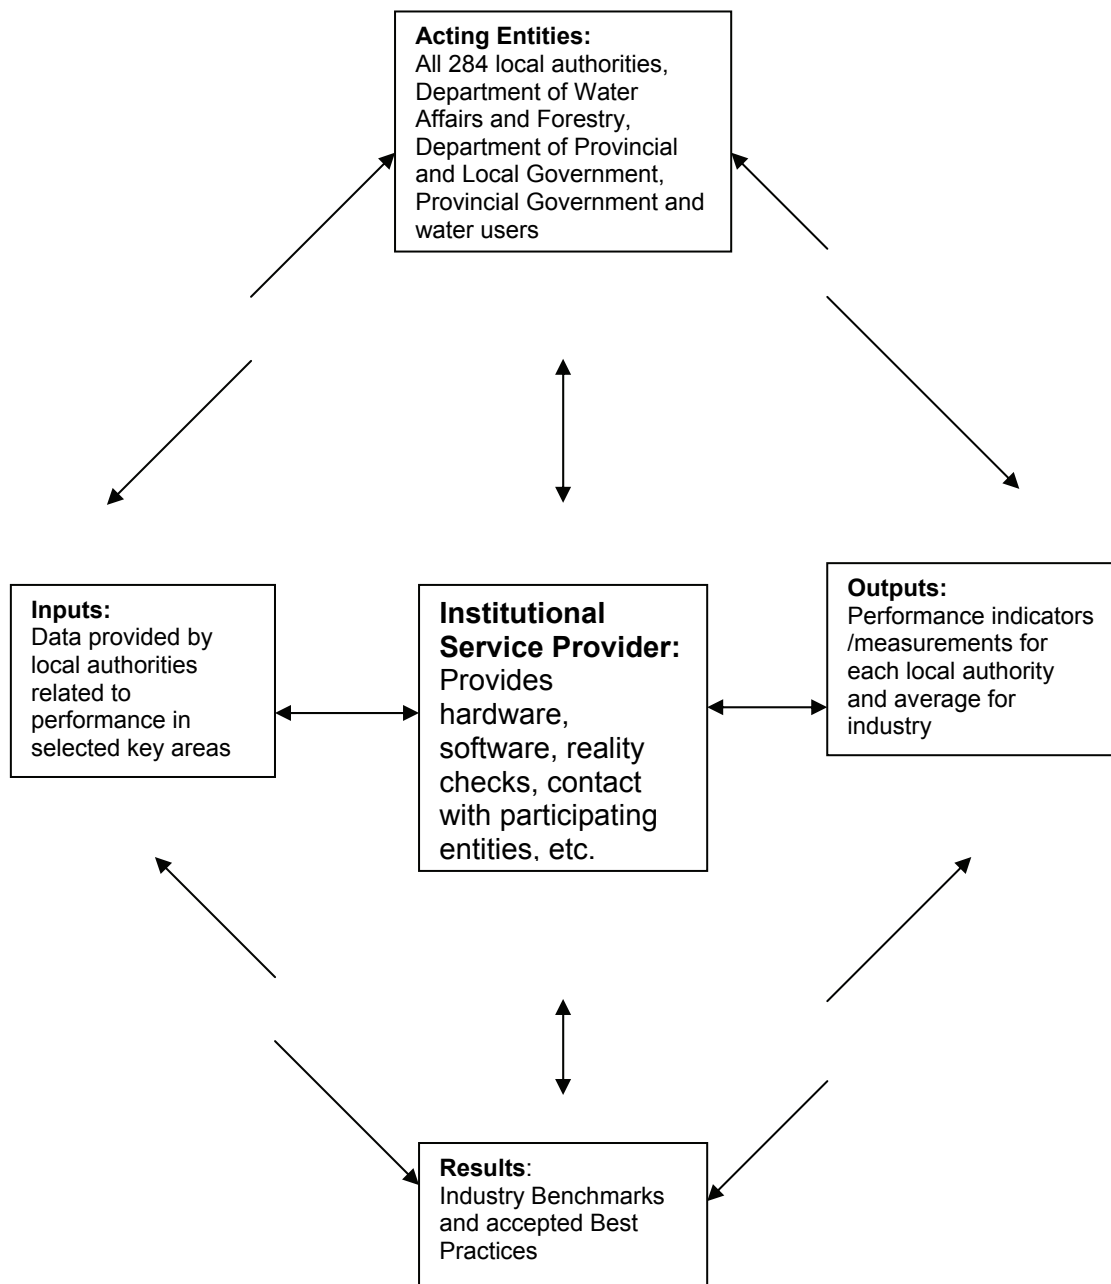 Acting Entities:
All 284 local authorities,
Department of Water
Affairs and Forestry,
Department of Provincial
and Local Government,
Provincial Government and
water users
Inputs:
Data provided by
local authorities
related to
performance in
selected key areas
Institutional
Service Provider:
Provides
hardware,
software, reality
checks, contact
with participating
entities, etc.
Outputs:
Performance indicators
/measurements for
each local authority
and average for
industry
Results:
Industry Benchmarks
and accepted Best
Practices